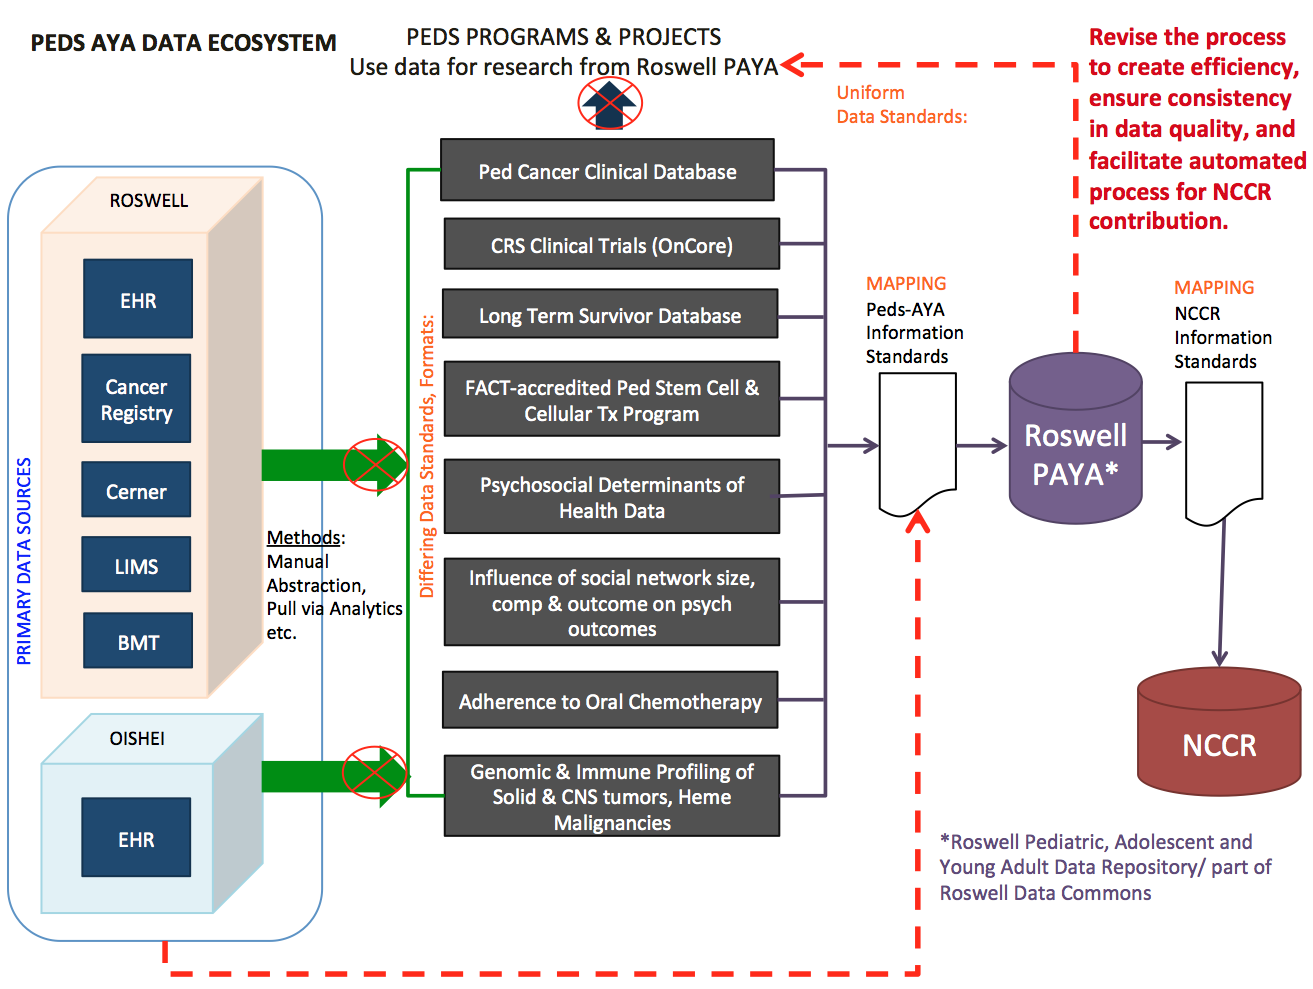 PEDS AYA DATA ECOSYSTEM
PEDS PROGRAMS & PROJECTS
Use data for research from Roswell PAYA
Uniform
Data Standards:
Revise the process
to create efficiency,
ensure consistency
in data quality, and
facilitate automated
process for NCCR
contribution.
PRIMARY DATA SOURCES
ROSWELL
EHR
Cancer
Registry
Cerner
LIMS
BMT
OISHEI
EHR
Methods:
Manual
Abstraction,
Pull via Analytics
etc.
Differing Data Standards, Formats:
Ped Cancer Clinical Database
CRS Clinical Trials (OnCore)
Long Term Survivor Database
FACT-accredited Ped Stem Cell &
Cellular Tx Program
Psychosocial Determinants of
Health Data
Influence of social network size,
comp & outcome on psych
outcomes
Adherence to Oral Chemotherapy
Genomic & Immune Profiling of
Solid & CNS tumors, Heme
Malignancies
MAPPING
Peds-AYA
Information
Standards
Roswell
PAYA*
MAPPING
NCCR
Information
Standards
NCCR
*Roswell Pediatric, Adolescent and
Young Adult Data Repository/ part of
Roswell Data Commons